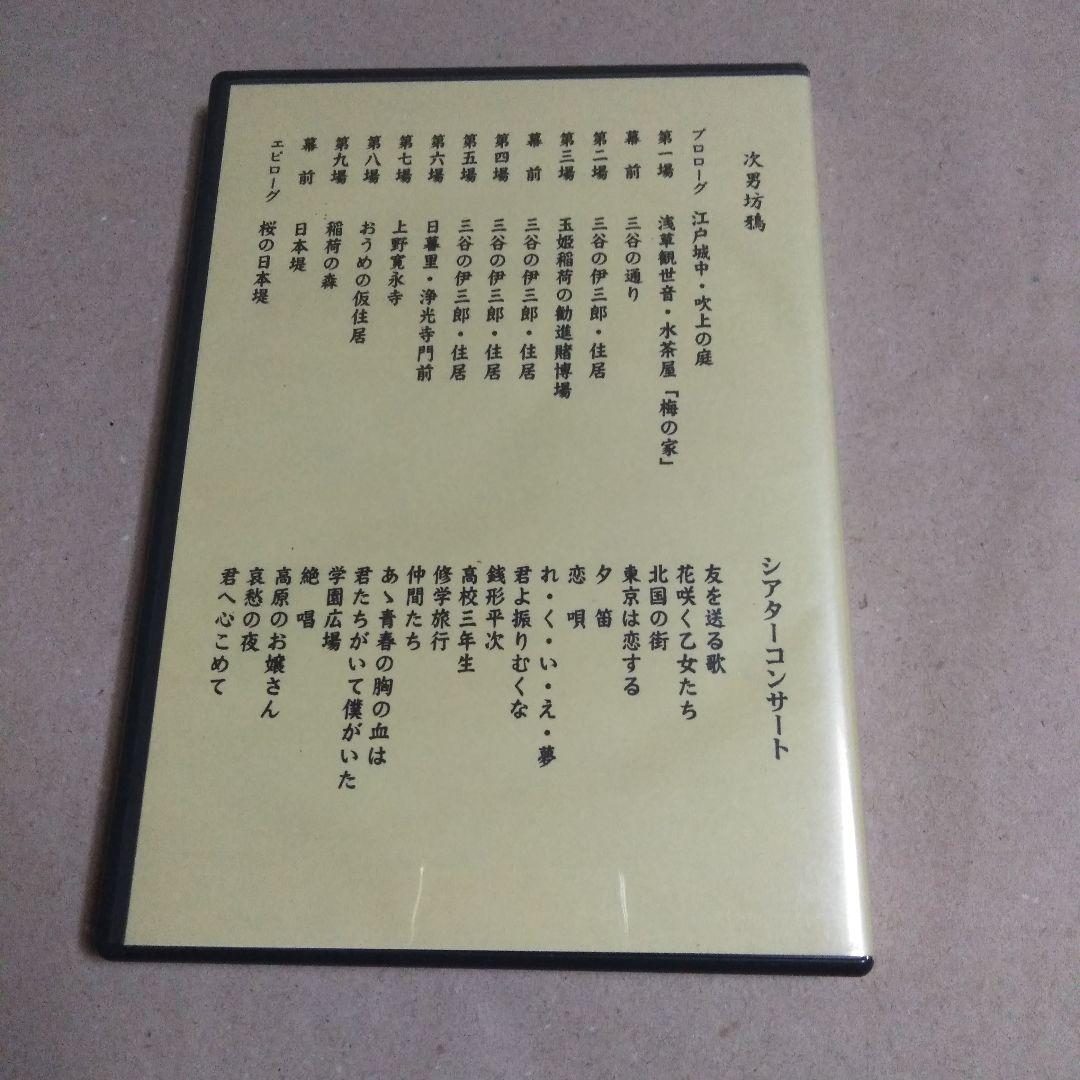 次男坊鴉
プロローグ 江戸城中・吹上の庭
第一場 浅草観世音・水茶屋「梅の家」
幕 前 三谷の通り
第二場 三谷の伊三郎・住居
第三場 玉姫稲荷の勧進賭博場
幕 前 三谷の伊三郎・住居
第四場 三谷の伊三郎・住居
第五場 三谷の伊三郎・住居
第六場 日暮里・浄光寺門前
第七場 上野寛永寺
第八場 おうめの仮住居
第九場 稲荷の森
幕 前 日本堤
エピローグ 桜の日本堤
シアターコンサート
友を送る歌
花咲く乙女たち
北国の街
東京は恋する
夕 笛
恋 唄
れ・く・い・え・夢
君よ振りむくな
銭形平次
高校三年生
修学旅行
仲間たち
あゝ青春の胸の血は
君たちがいて僕がいた
学園広場
絶 唱
高原のお嬢さん
哀愁の夜
君へ心こめて